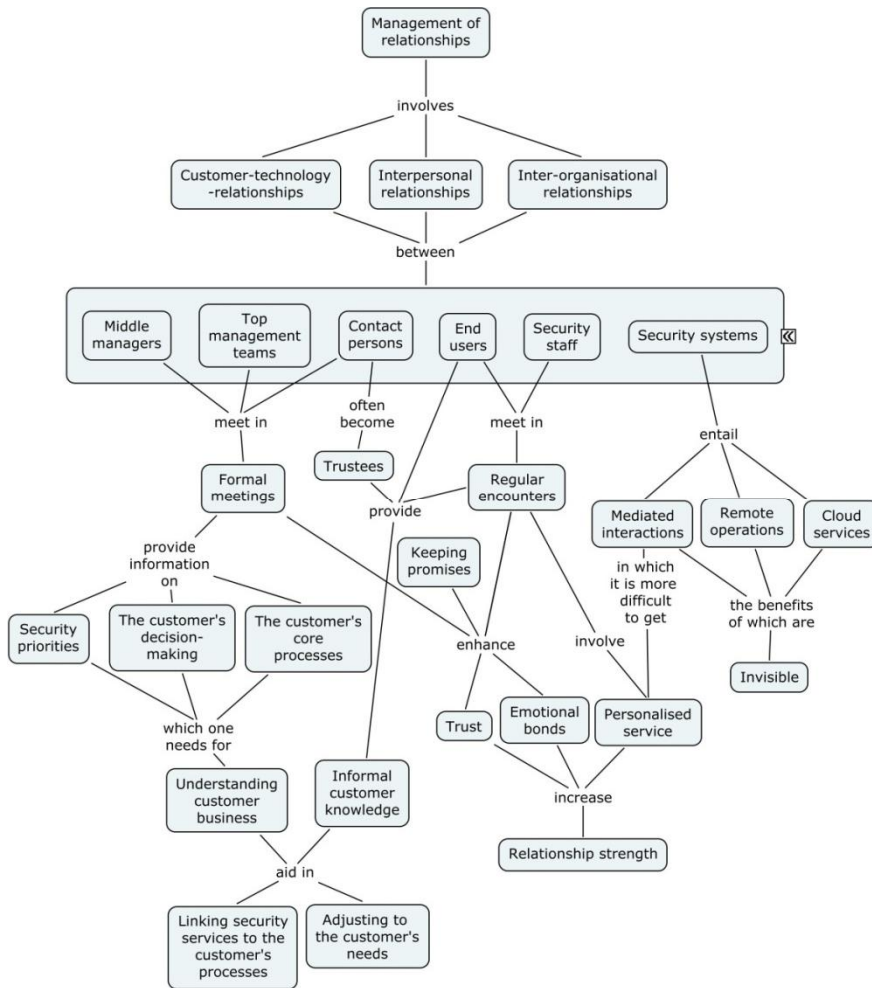 Management of
relationships
involves
Customer-technology
-relationships
Interpersonal
relationships
Inter-organisational
relationships
between
Middle
managers
Top
management
teams
Contact
persons
End
users
Security
staff
Security systems
meet in
often
become
meet in
entail
Formal
meetings
Trustees
Regular
encounters
provide
Mediated
interactions
Remote
operations
Cloud
services
provide
information
on
Keeping
promises
in which
it is more
difficult
to get
the benefits
of which are
Security
priorities
The customer's
decision-
making
The customer's
core
processes
enhance
involve
Invisible
which one
needs for
Trust
Emotional
bonds
Personalised
service
Understanding
customer
business
Informal
customer
knowledge
increase
Relationship strength
aid in
Linking security
services to the
customer's
processes
Adjusting to
the customer's
needs